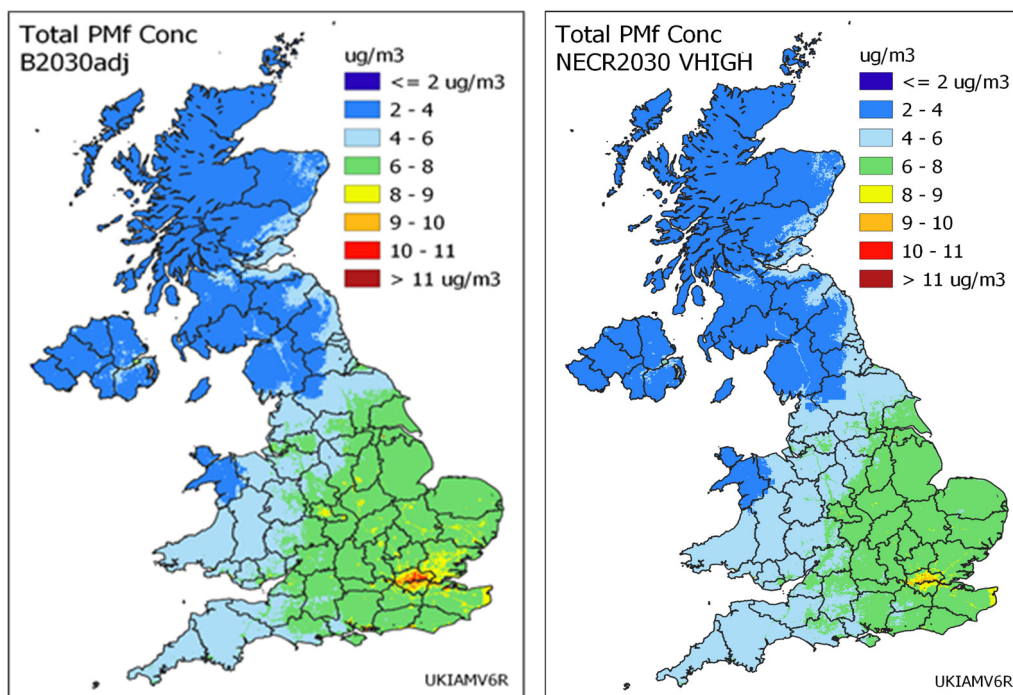 Total PMf Conc
B2030adj
ug/m3
<= 2 ug/m3
2 - 4
4 - 6
6 - 8
8 - 9
9 - 10
10 - 11
> 11 ug/m3
UKIAMV6R
Total PMf Conc
NECR2030 VHIGH
ug/m3
<= 2 ug/m3
2 - 4
4 - 6
6 - 8
8 - 9
9 - 10
10 - 11
> 11 ug/m3
UKIAMV6R